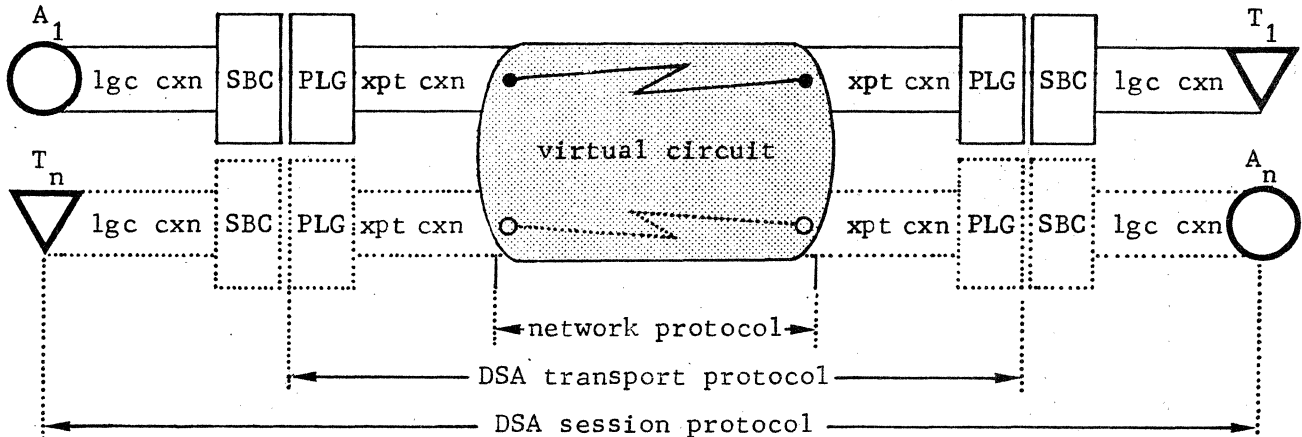 A1 T1
lgc cxn SBC PLG xpt cxn xpt cxn PLG SBC lgc cxn
virtual circuit
Tn An
lgc cxn SBC PLG xpt cxn xpt cxn PLG SBC lgc cxn
network protocol
DSA transport protocol
DSA session protocol